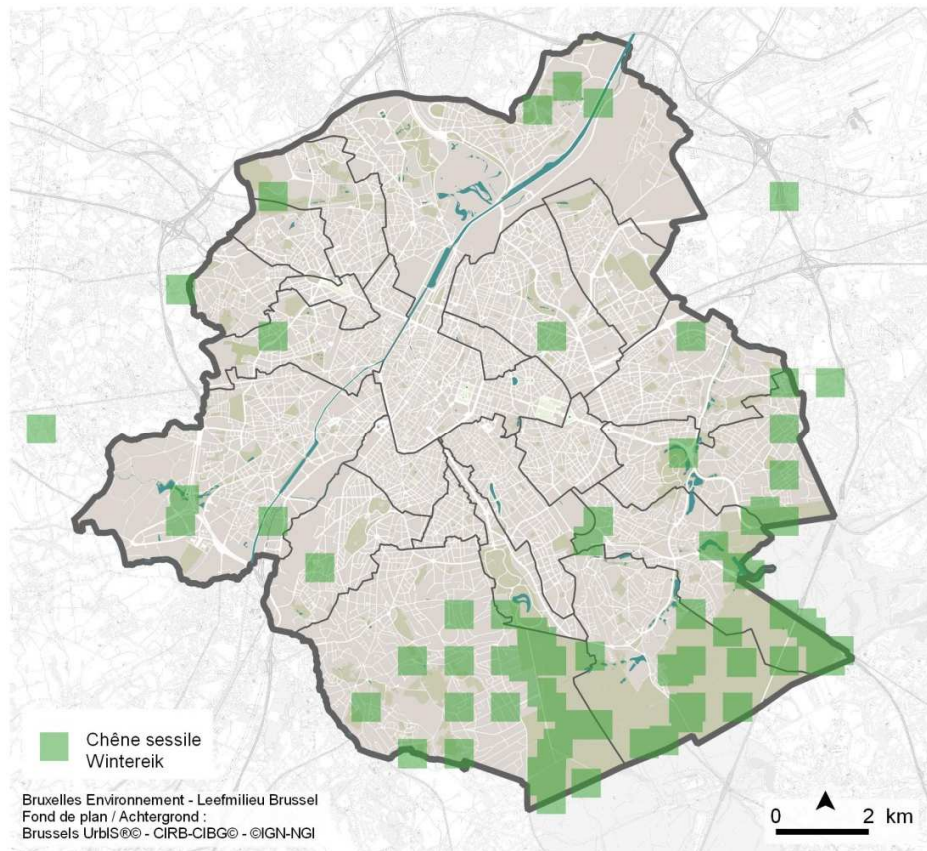 Chêne sessile
Wintereik
Bruxelles Environnement - Leefmilieu Brussel
Fond de plan / Achtergrond :
Brussels UrbIS®© - CIRB-CIBG© - ©IGN-NGI
0 2 km